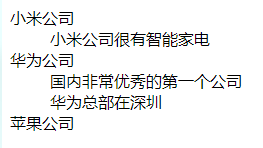 小米公司
小米公司很有智能家电
华为公司
国内非常优秀的第一个公司
华为总部在深圳
苹果公司